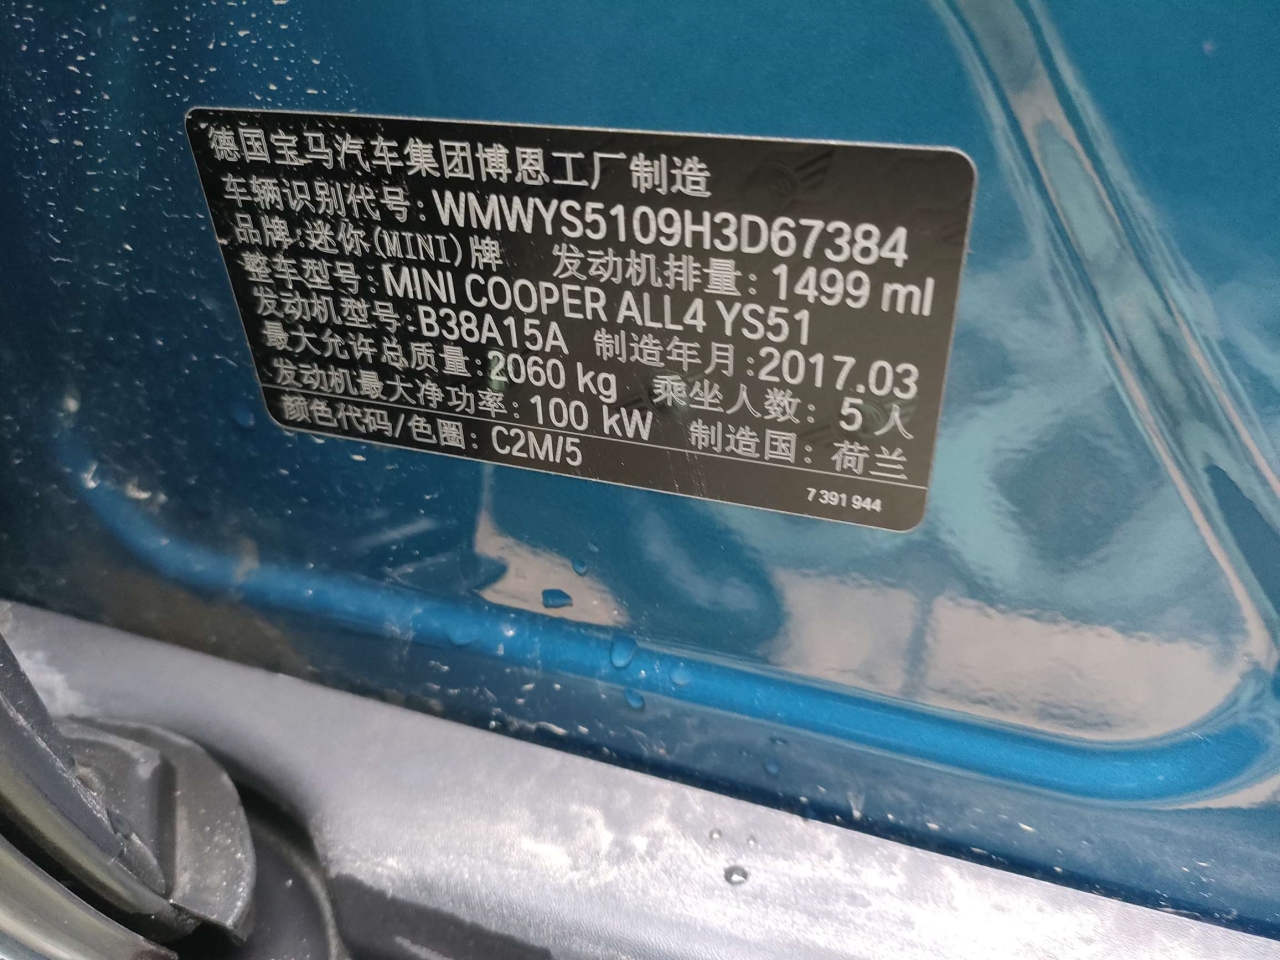 德国宝马汽车集团博恩工厂制造
车辆识别代号: WMWYS5109H3D67384
品牌:迷你(MINI)牌 发动机排量: 1499 ml
整车型号: MINI COOPER ALL4 YS51
发动机型号: B38A15A 制造年月: 2017.03
最大允许总质量: 2060 kg 乘坐人数: 5人
发动机最大净功率: 100 kW 制造国: 荷兰
颜色代码/色圈: C2M/5
7 391 944